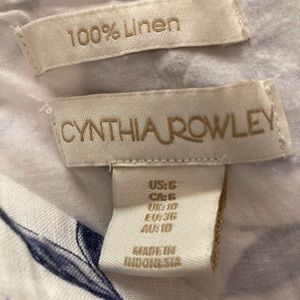 100% Linen
CYNTHIA ROWLEY
US:6
CA:6
UK:10
EU:36
AU:10
MADE IN
INDONESIA